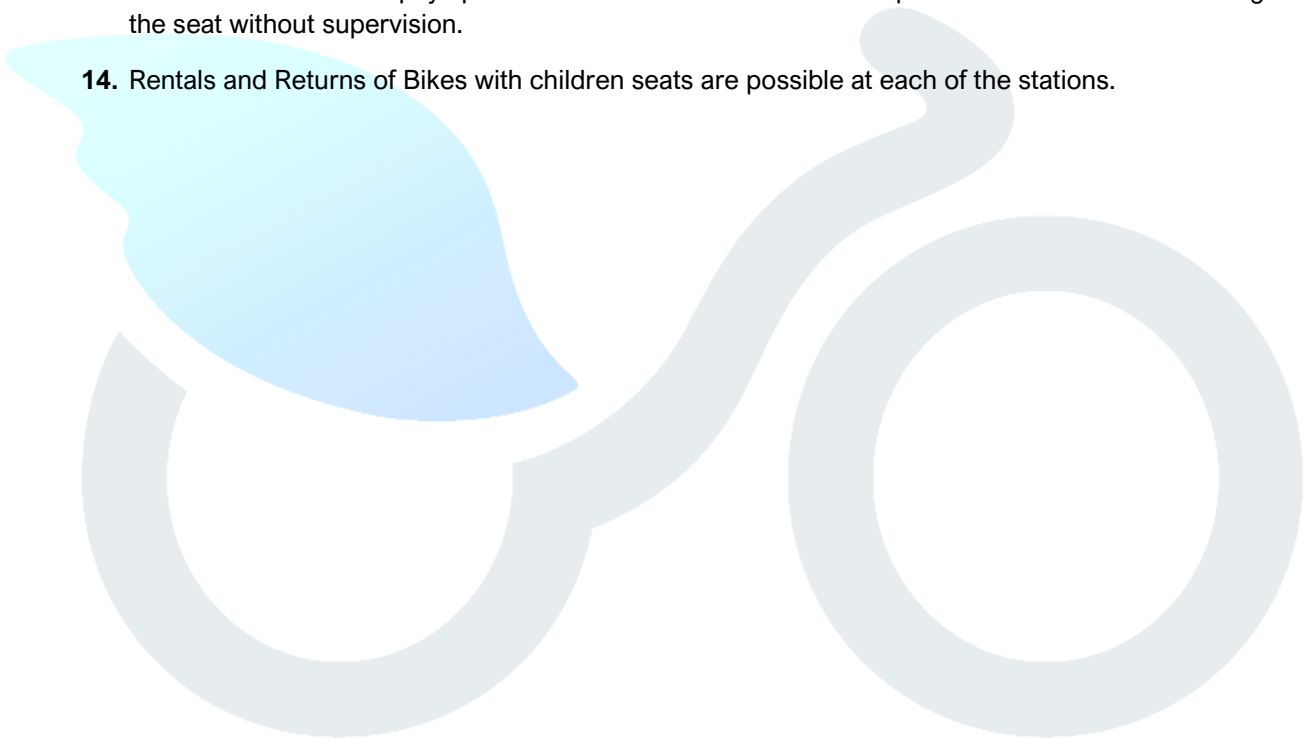 the seat without supervision.
14. Rentals and Returns of Bikes with children seats are possible at each of the stations.